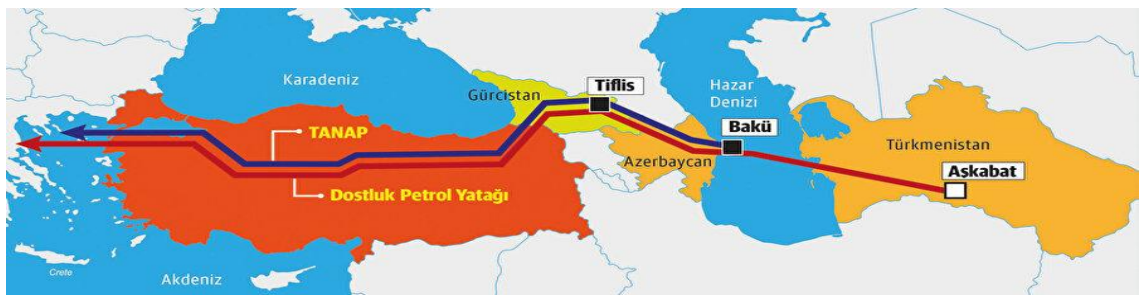 Karadeniz
Gürcistan
Tiflis
Hazar
Denizi
TANAP
Bakü
Azerbaycan
Türkmenistan
Aşkabat
Dostluk Petrol Yatağı
Crete
Akdeniz